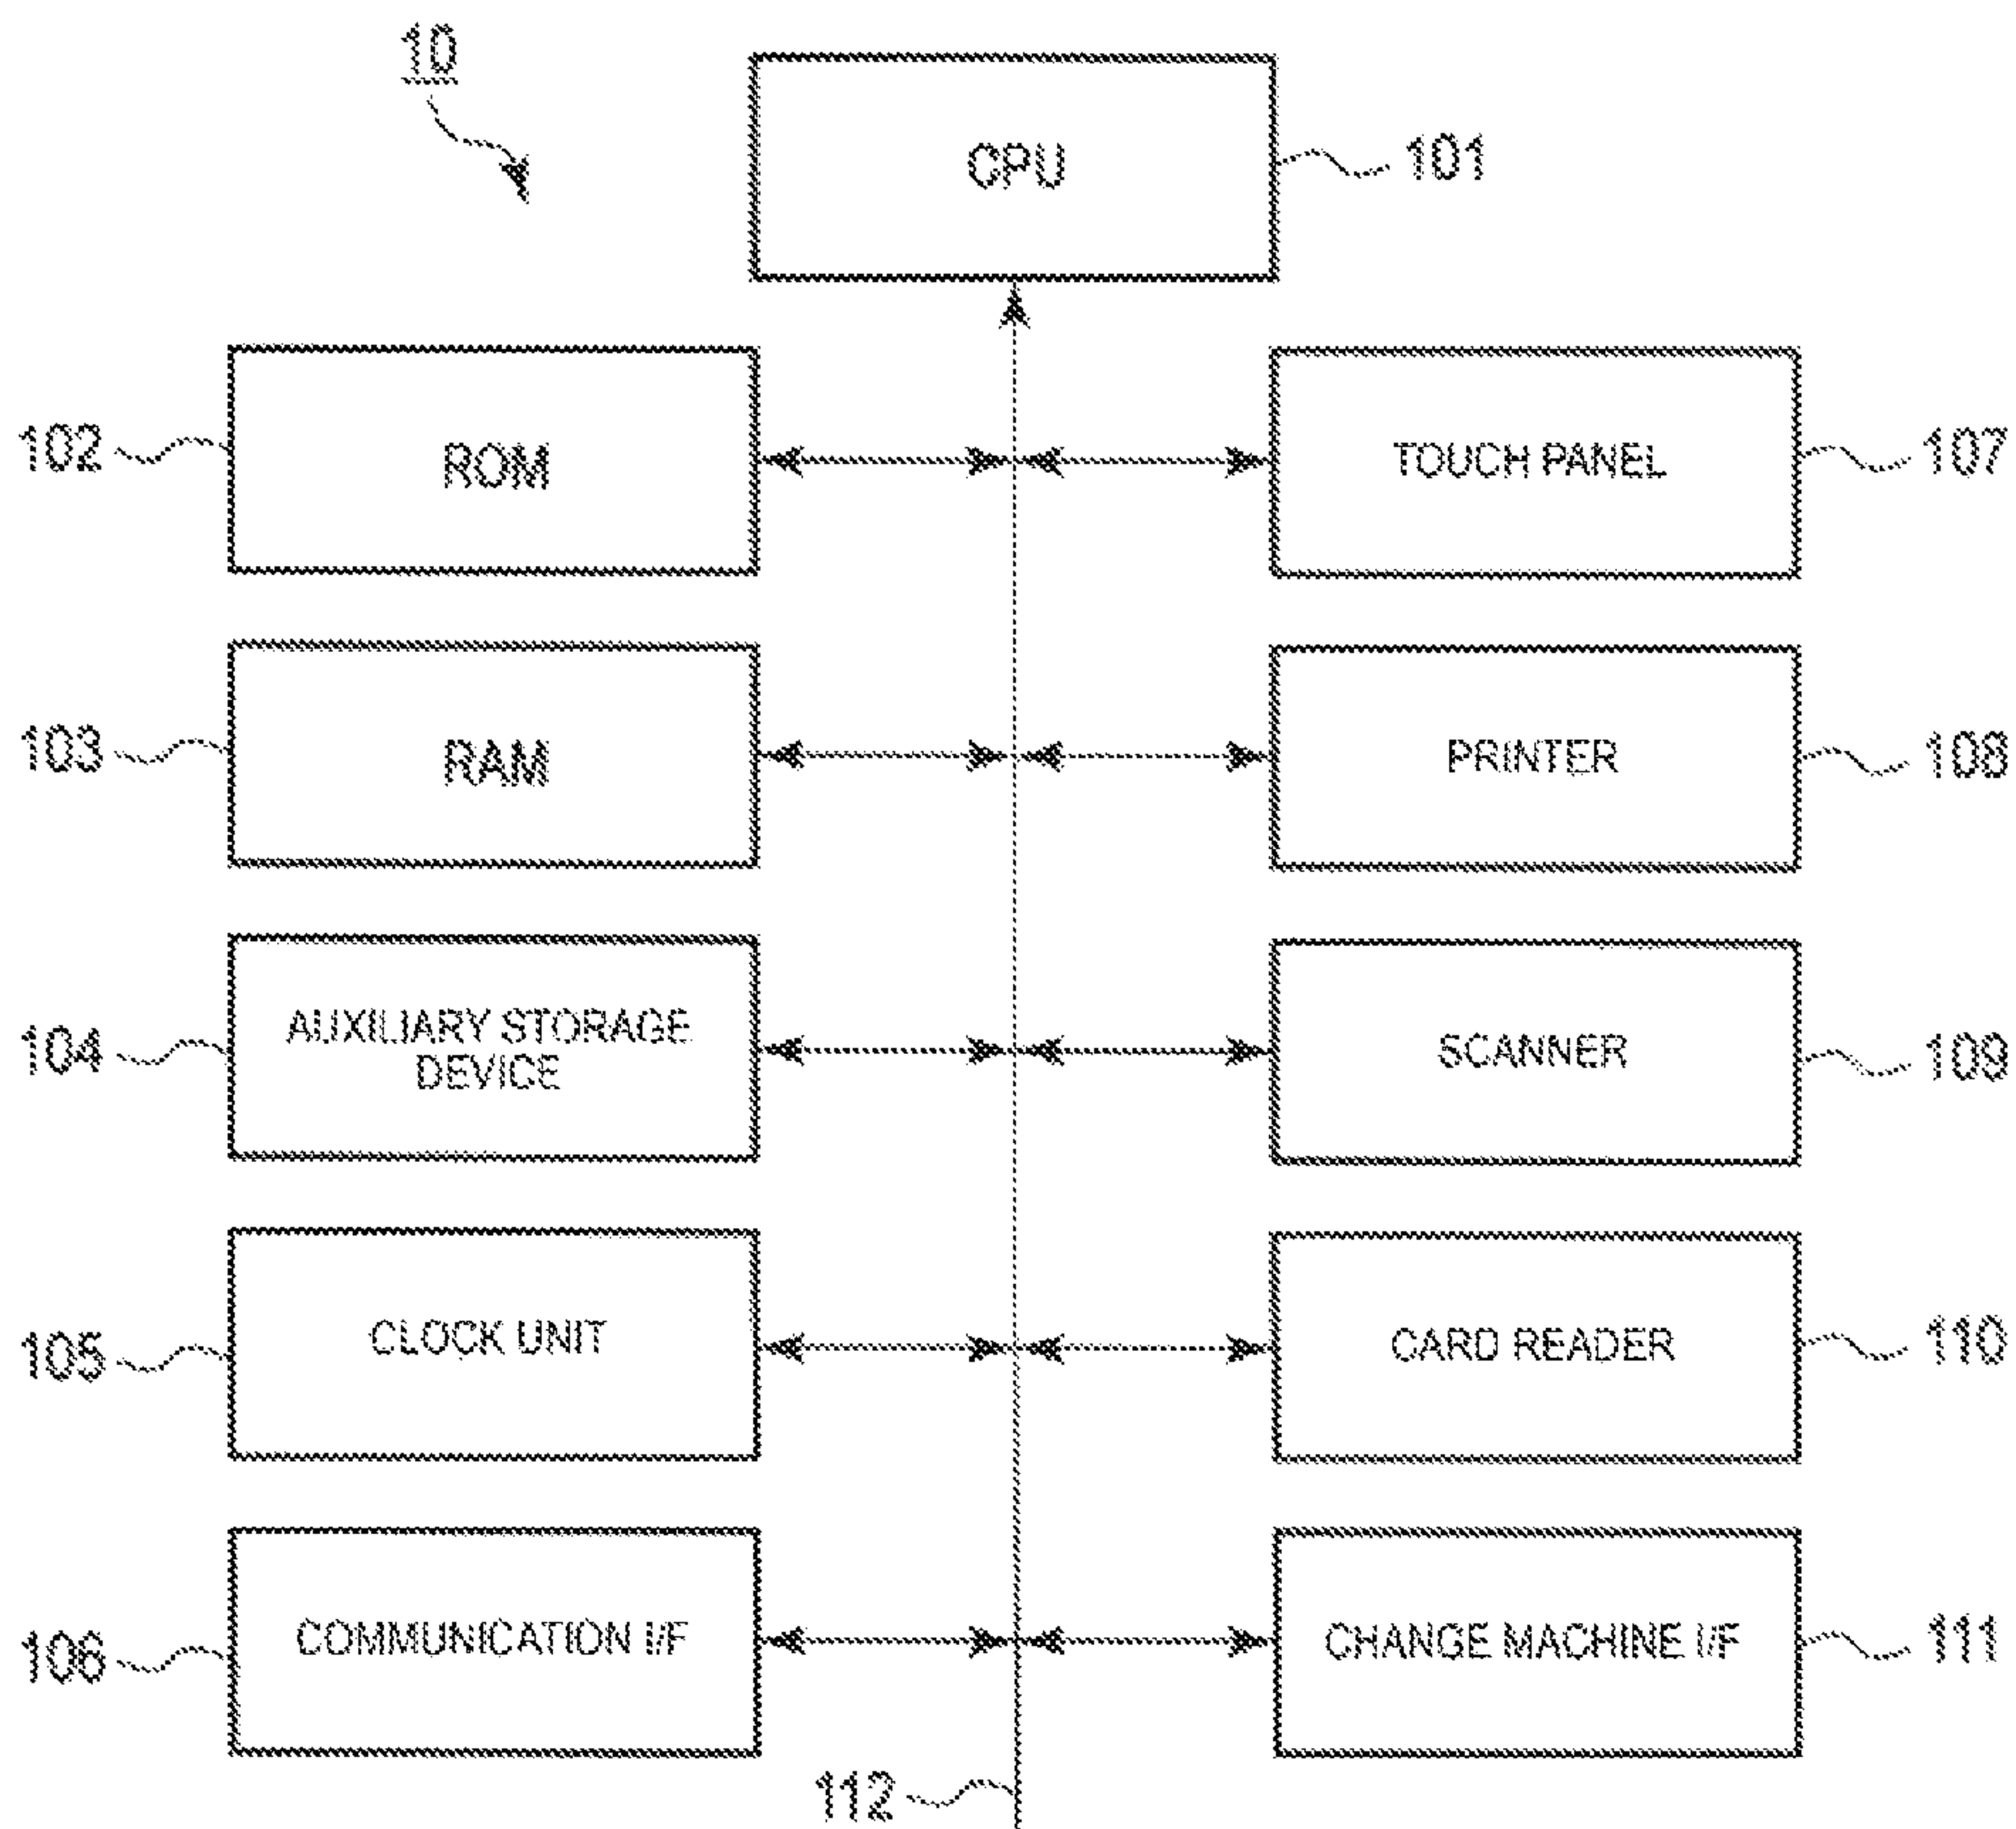 10
CPU
101
102
ROM
TOUCH PANEL
107
103
RAM
PRINTER
108
104
AUXILIARY STORAGE
DEVICE
SCANNER
109
105
CLOCK UNIT
CARD READER
110
106
COMMUNICATION I/F
CHANGE MACHINE I/F
111
112